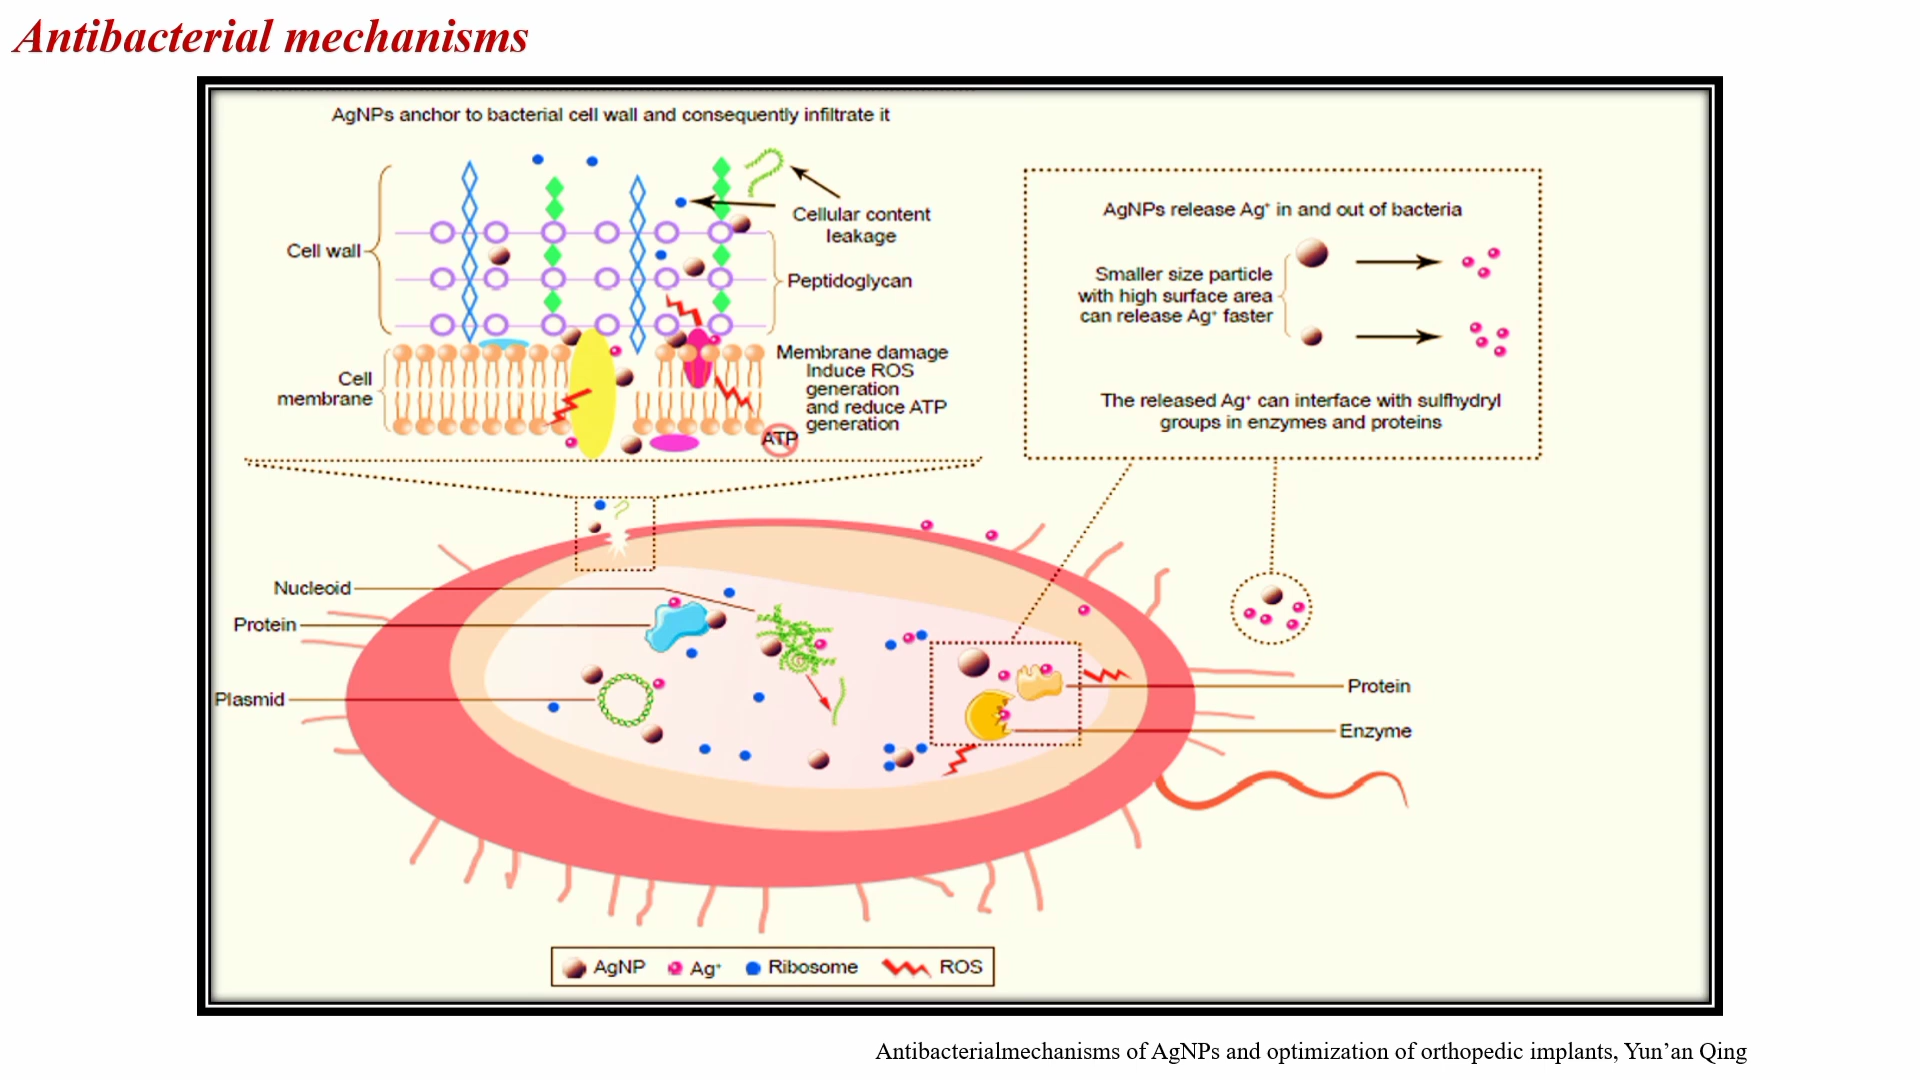 Antibacterial mechanisms
AgNPs anchor to bacterial cell wall and consequently infiltrate it
Cell wall
Cellular content
leakage
Peptidoglycan
Cell
membrane
Membrane damage
Induce ROS
generation
and reduce ATP
generation
ATP
AgNPs release Ag⁺ in and out of bacteria
Smaller size particle
with high surface area
can release Ag⁺ faster
The released Ag⁺ can interface with sulfhydryl
groups in enzymes and proteins
Nucleoid
Protein
Plasmid
Protein
Enzyme
AgNP Ag⁺ Ribosome ROS
Antibacterialmechanisms of AgNPs and optimization of orthopedic implants, Yun’an Qing